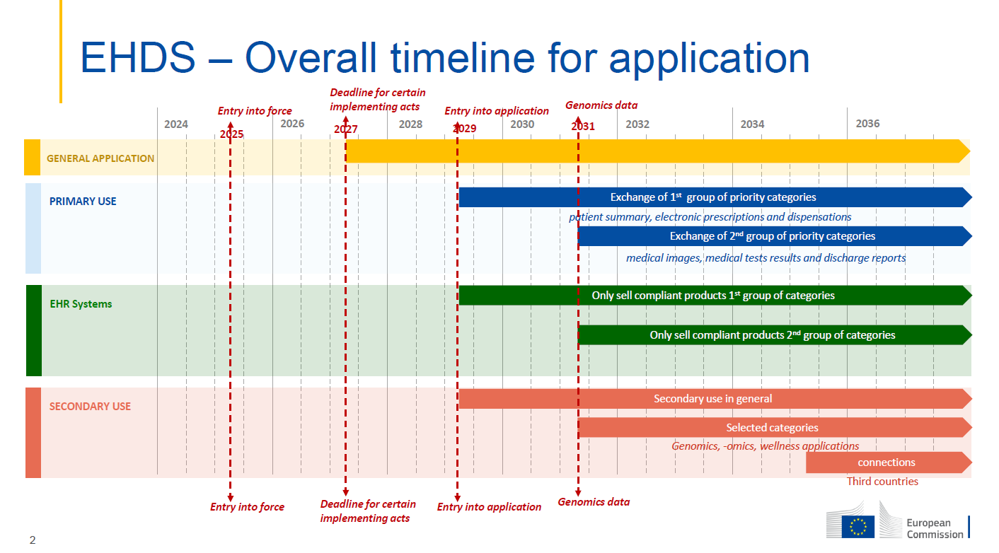 EHDS – Overall timeline for application
Deadline for certain
implementing acts
Entry into force
Entry into application
Genomics data
2024
2025
2026
2027
2028
2029
2030
2031
2032
2034
2036
GENERAL APPLICATION
PRIMARY USE
Exchange of 1st group of priority categories
patient summary, electronic prescriptions and dispensations
Exchange of 2nd group of priority categories
medical images, medical tests results and discharge reports
EHR Systems
Only sell compliant products 1st group of categories
Only sell compliant products 2nd group of categories
SECONDARY USE
Secondary use in general
Selected categories
Genomics, -omics, wellness applications
connections
Third countries
Entry into force
Deadline for certain
implementing acts
Entry into application
Genomics data
European
Commission
2